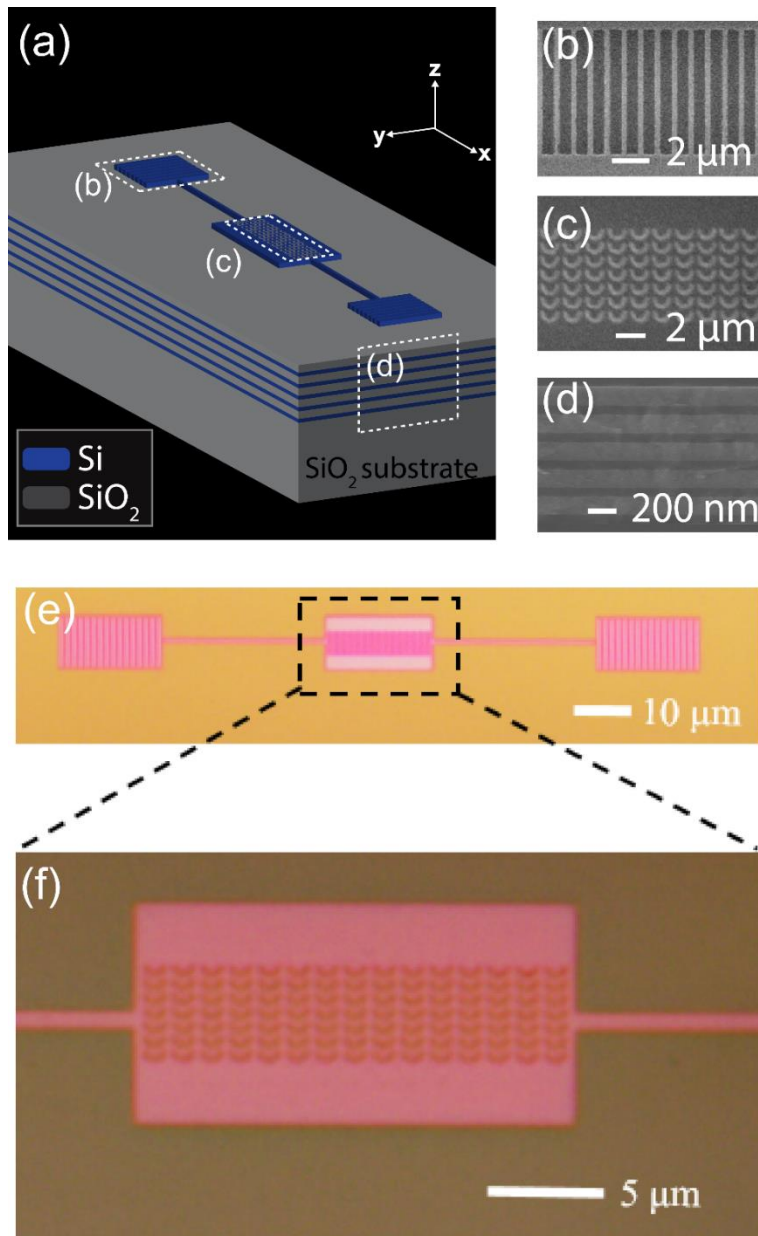 (a)
z
y
x
(b)
(c)
(d)
Si
SiO₂
SiO₂ substrate
(b)
2 μm
(c)
2 μm
(d)
200 nm
(e)
10 μm
(f)
5 μm